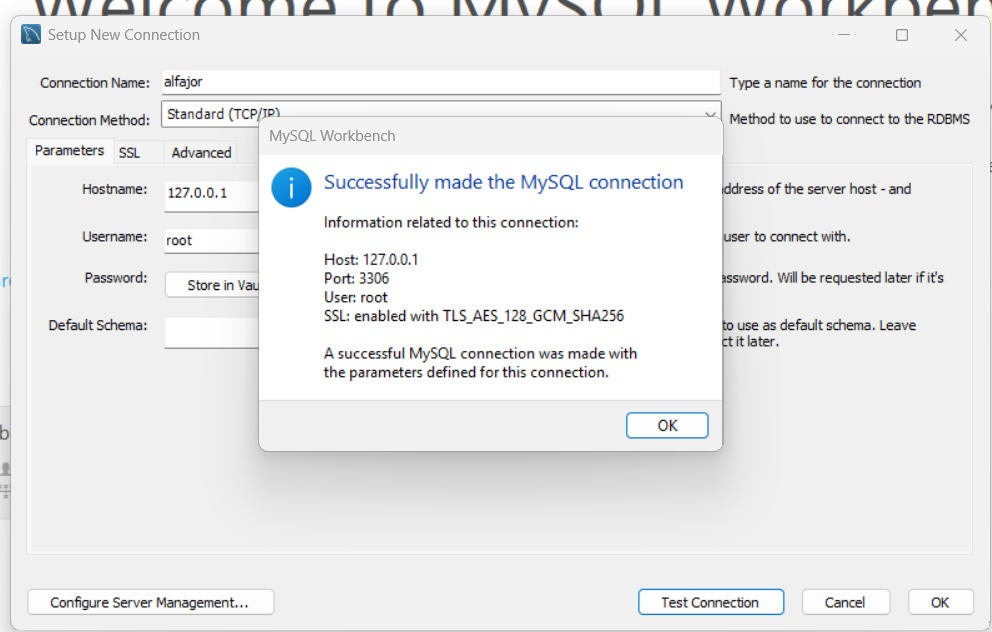 Welcome to MySQL Workben
Setup New Connection
Connection Name: alfajor Type a name for the connection
Connection Method: Standard (TCP/IP) Method to use to connect to the RDBMS
MySQL Workbench
Parameters SSL Advanced
Successfully made the MySQL connection
Hostname: 127.0.0.1 address of the server host - and
Information related to this connection:
Username: root user to connect with.
Host: 127.0.0.1
Password: Store in Vau assword. Will be requested later if it's
Port: 3306
User: root
SSL: enabled with TLS_AES_128_GCM_SHA256
Default Schema: to use as default schema. Leave
ct it later.
A successful MySQL connection was made with
the parameters defined for this connection.
OK
Configure Server Management... Test Connection Cancel OK